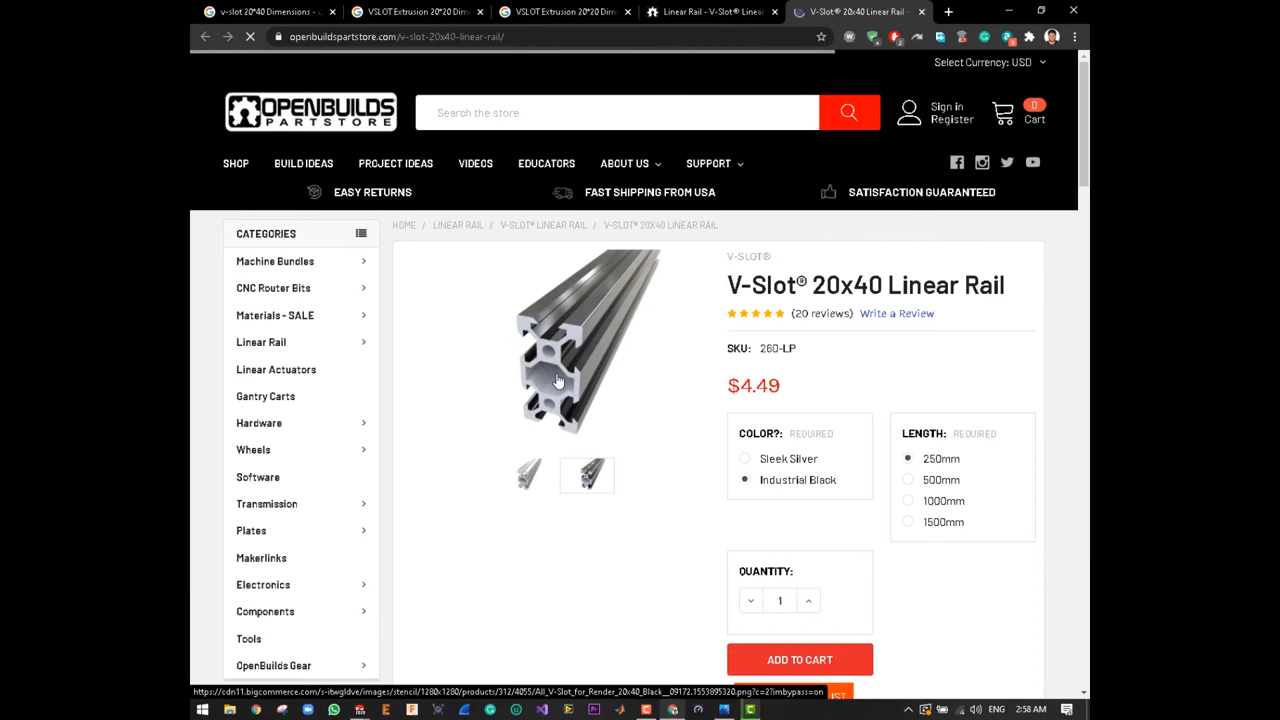 v-slot 20*40 Dimensions -
VSLOT Extrusion 20*20 Dim
VSLOT Extrusion 20*20 Dim
Linear Rail - V-Slot® Linea
V-Slot® 20x40 Linear Rail -
openbuildspartstore.com/v-slot-20x40-linear-rail/
Select Currency: USD
OPENBUILDS
PARTSTORE
Search the store
Sign in
Register
0
Cart
SHOP BUILD IDEAS PROJECT IDEAS VIDEOS EDUCATORS ABOUT US SUPPORT
EASY RETURNS FAST SHIPPING FROM USA SATISFACTION GUARANTEED
CATEGORIES
Machine Bundles
CNC Router Bits
Materials - SALE
Linear Rail
Linear Actuators
Gantry Carts
Hardware
Wheels
Software
Transmission
Plates
Makerlinks
Electronics
Components
Tools
OpenBuilds Gear
HOME / LINEAR RAIL / V-SLOT® LINEAR RAIL / V-SLOT® 20X40 LINEAR RAIL
V-SLOT®
V-Slot® 20x40 Linear Rail
(20 reviews) Write a Review
SKU: 260-LP
$4.49
COLOR?: REQUIRED
Sleek Silver
Industrial Black
LENGTH: REQUIRED
250mm
500mm
1000mm
1500mm
QUANTITY:
1
ADD TO CART
IST
https://cdn11.bigcommerce.com/s-itwgldve/images/stencil/1280x1280/products/312/4055/All_V-Slot_for_Render_20x40_Black__09172.1553895320.png?c=2?imbypass=on
ENG 2:58 AM